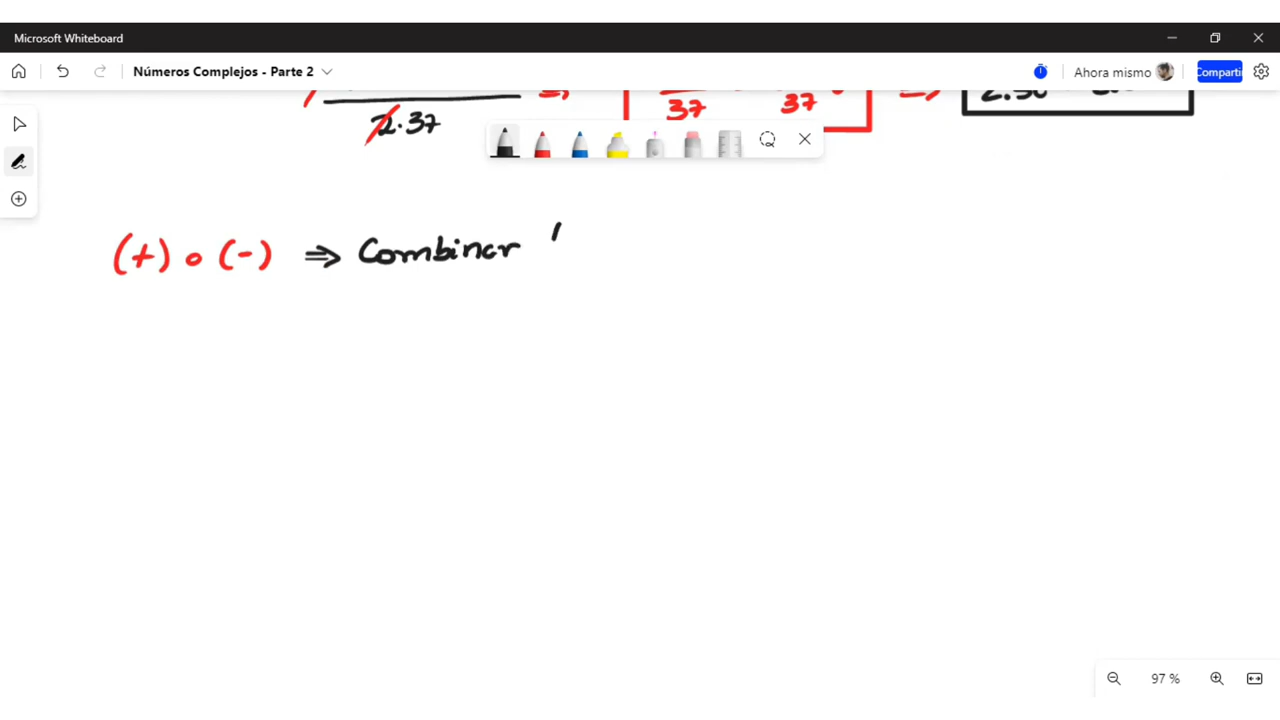 Microsoft Whiteboard
Números Complejos - Parte 2
Ahora mismo
Comparti
2.37
37
37
(+) o (-) ⇒ Combinar
97 %